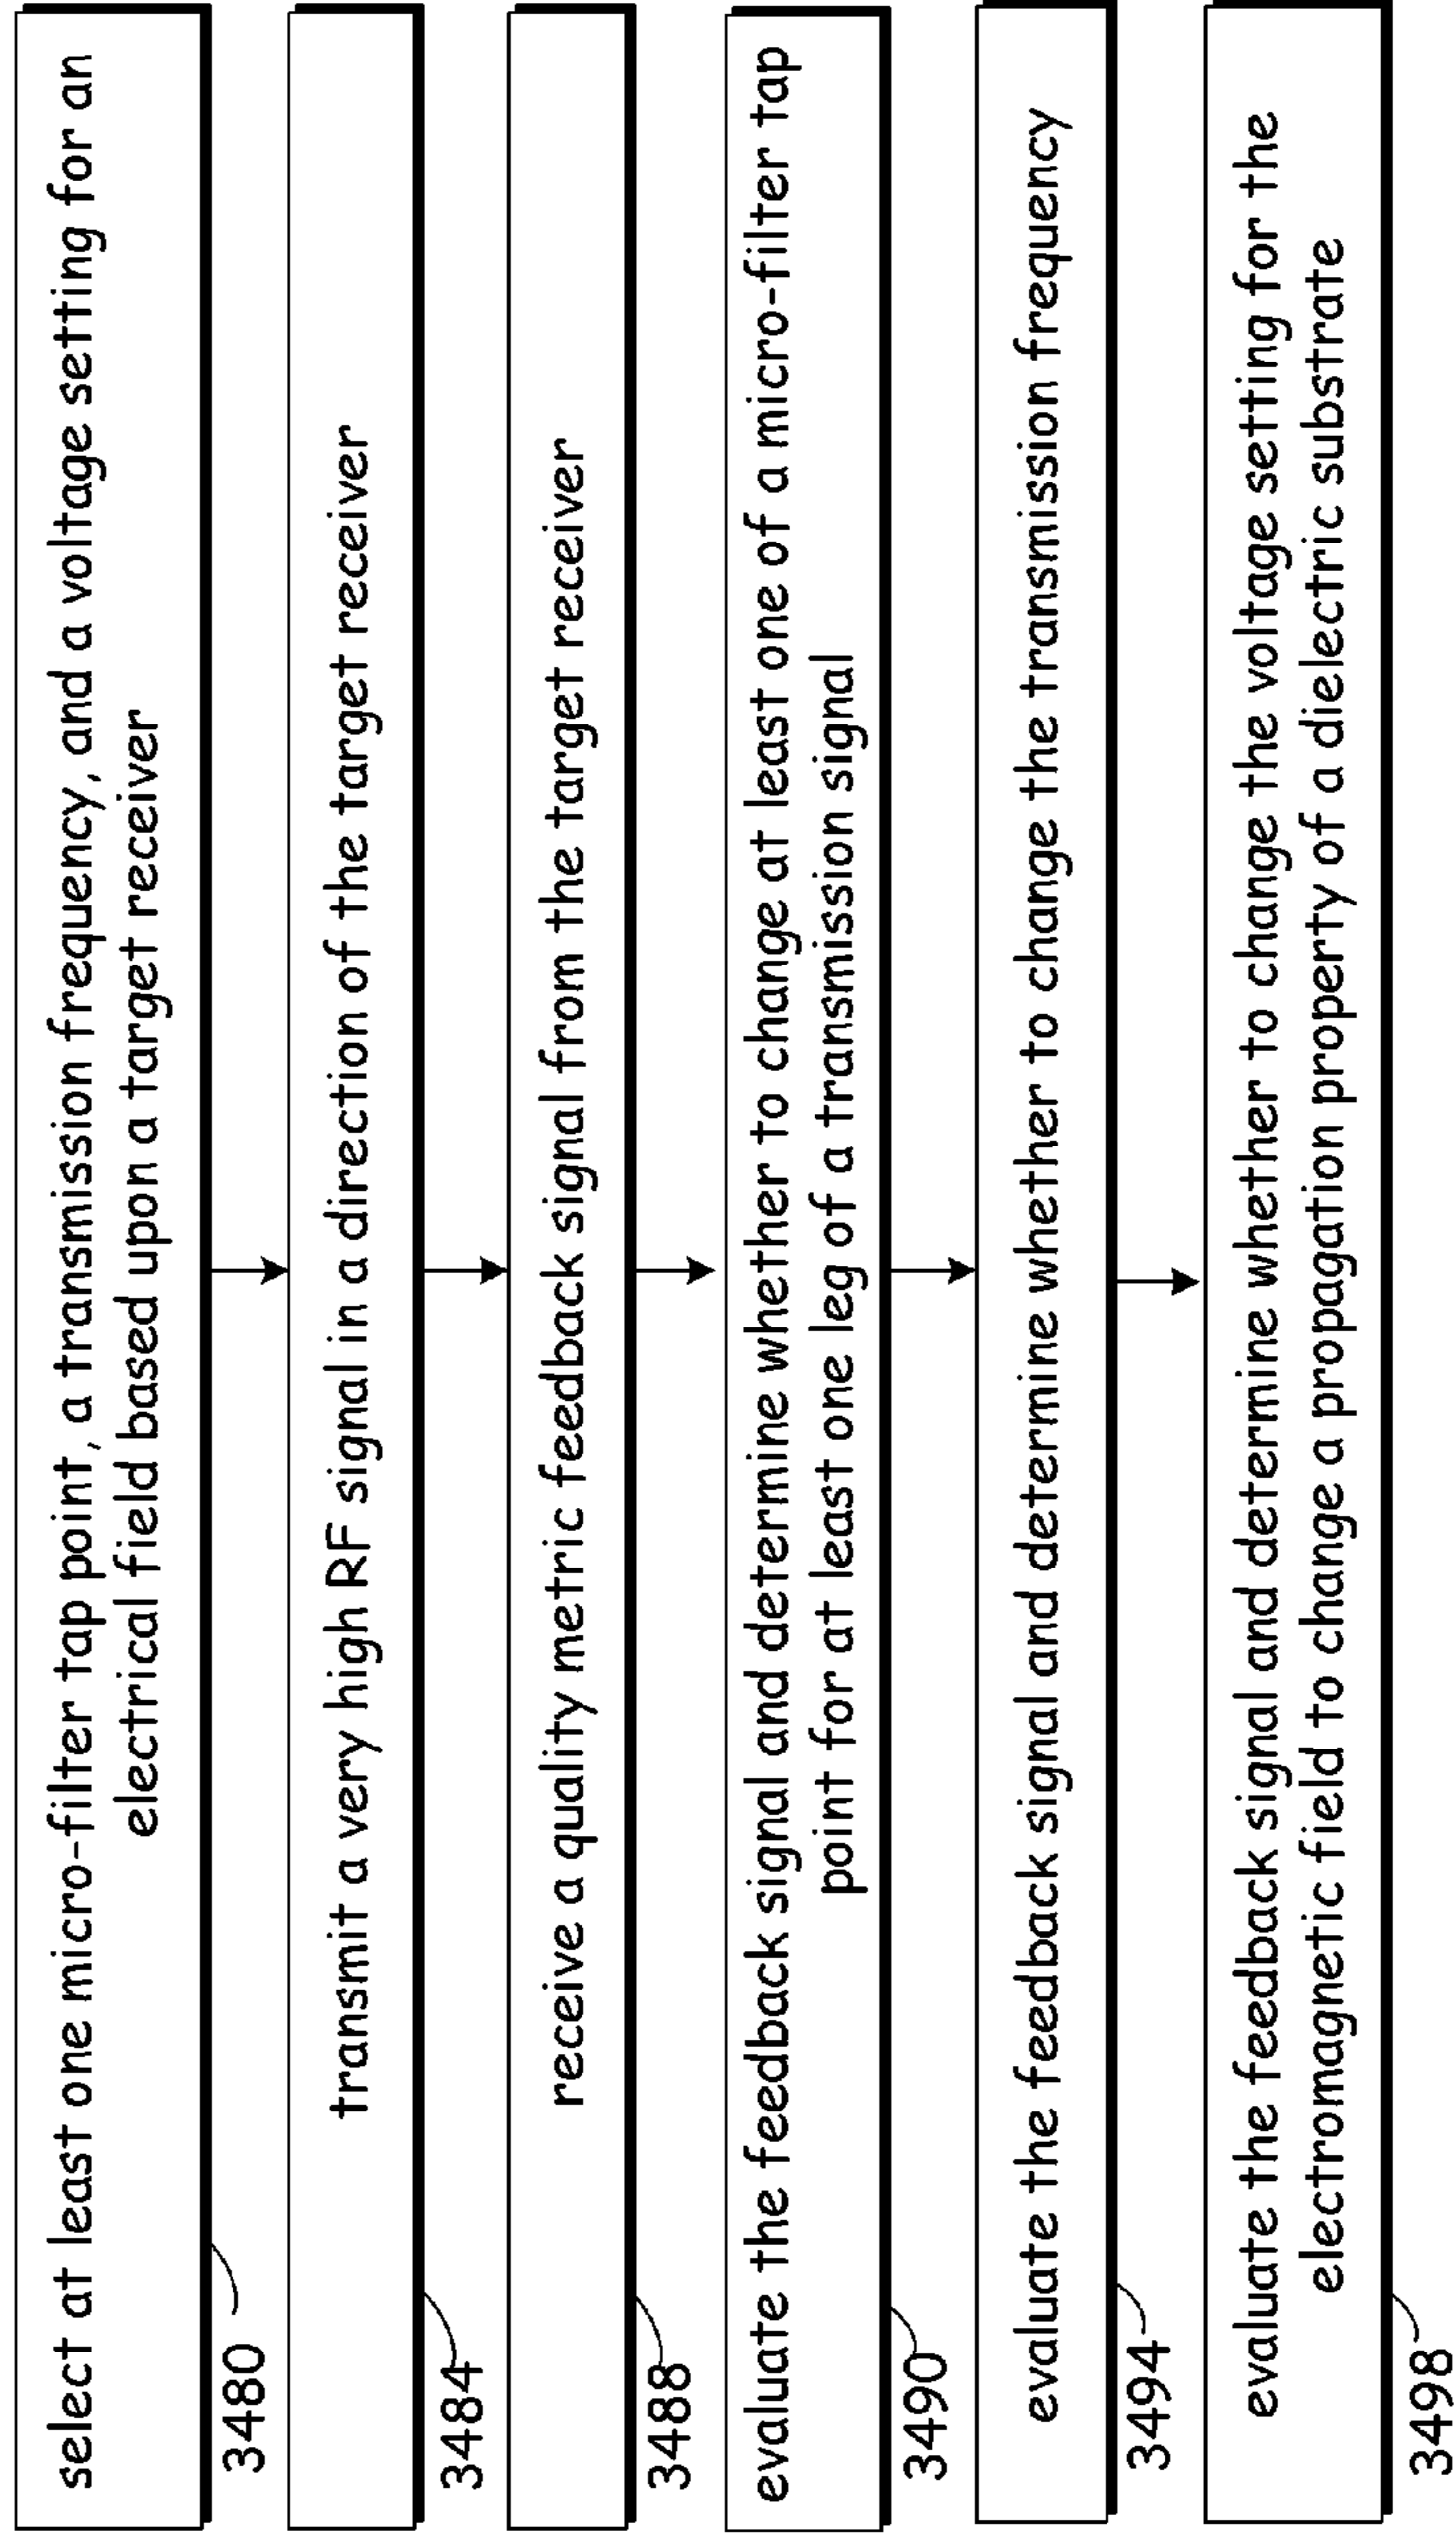 select at least one micro-filter tap point, a transmission frequency, and a voltage setting for an
electrical field based upon a target receiver
3480
transmit a very high RF signal in a direction of the target receiver
3484
receive a quality metric feedback signal from the target receiver
3488
evaluate the feedback signal and determine whether to change at least one of a micro-filter tap
point for at least one leg of a transmission signal
3490
evaluate the feedback signal and determine whether to change the transmission frequency
3494
evaluate the feedback signal and determine whether to change the voltage setting for the
electromagnetic field to change a propagation property of a dielectric substrate
3498